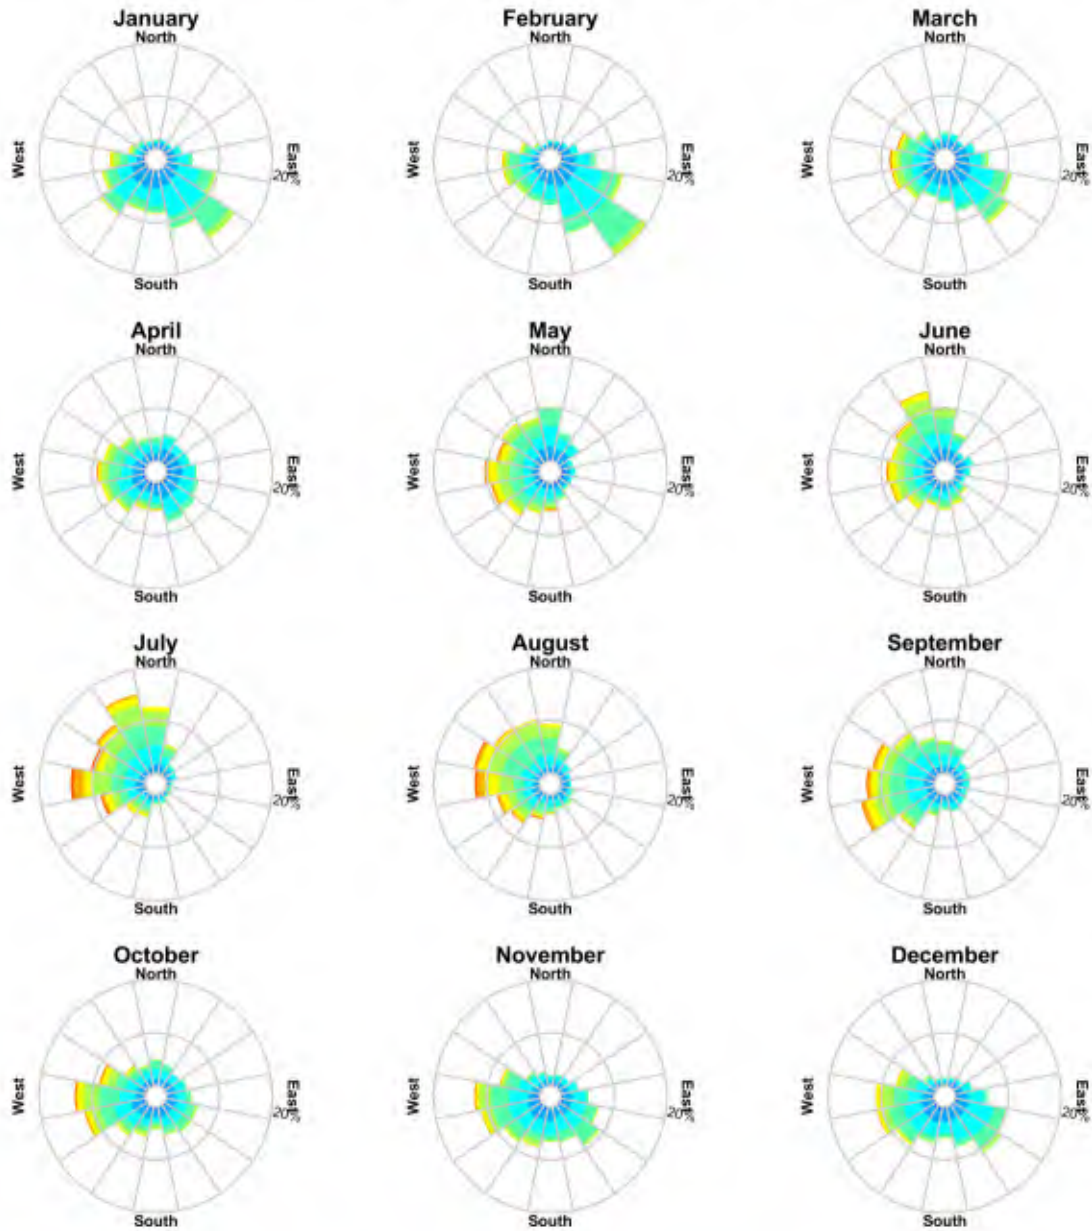 January
North
West
East
20%
South
February
North
West
East
20%
South
March
North
West
East
20%
South
April
North
West
East
20%
South
May
North
West
East
20%
South
June
North
West
East
20%
South
July
North
West
East
20%
South
August
North
West
East
20%
South
September
North
West
East
20%
South
October
North
West
East
20%
South
November
North
West
East
20%
South
December
North
West
East
20%
South